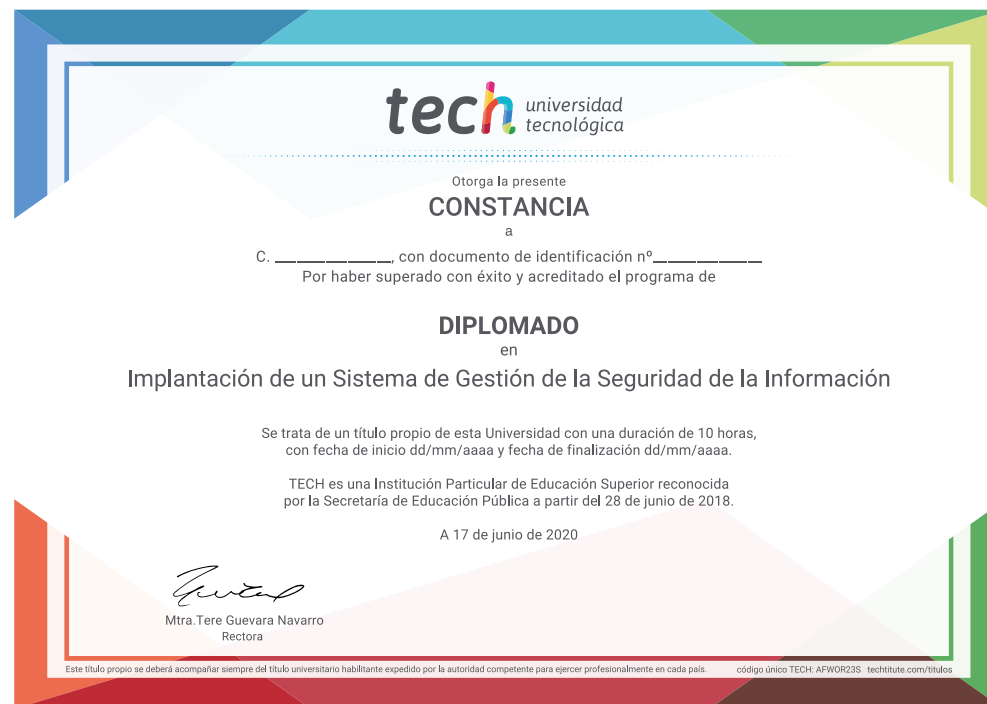 tech universidad
tecnológica
Otorga la presente
CONSTANCIA
a
C. ________________, con documento de identificación nº_______________
Por haber superado con éxito y acreditado el programa de
DIPLOMADO
en
Implantación de un Sistema de Gestión de la Seguridad de la Información
Se trata de un título propio de esta Universidad con una duración de 10 horas,
con fecha de inicio dd/mm/aaaa y fecha de finalización dd/mm/aaaa.
TECH es una Institución Particular de Educación Superior reconocida
por la Secretaría de Educación Pública a partir del 28 de junio de 2018.
A 17 de junio de 2020
Mtra.Tere Guevara Navarro
Rectora
Este título propio se deberá acompañar siempre del título universitario habilitante expedido por la autoridad competente para ejercer profesionalmente en cada país. código único TECH: AFWOR23S techtitute.com/titulos